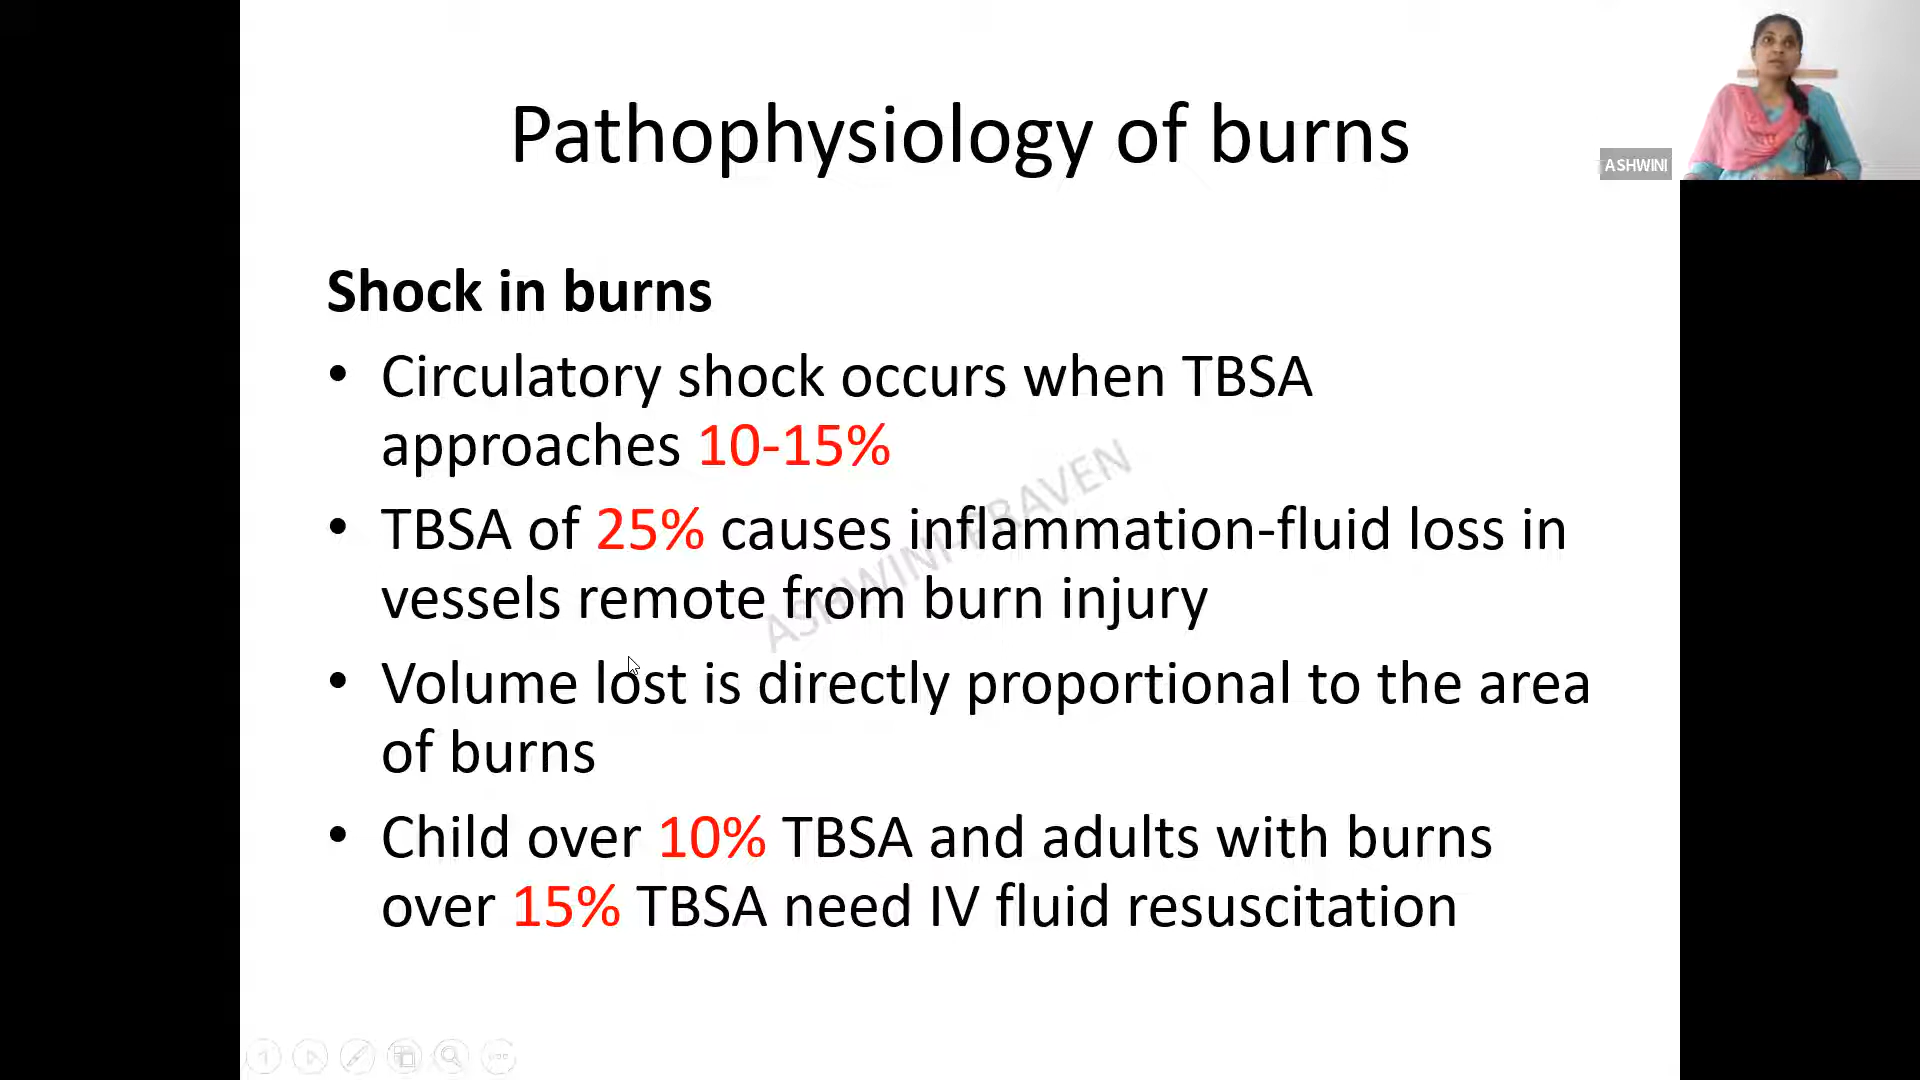 Pathophysiology of burns
ASHWINI
Shock in burns
• Circulatory shock occurs when TBSA
approaches 10-15%
• TBSA of 25% causes inflammation-fluid loss in
vessels remote from burn injury
• Volume lost is directly proportional to the area
of burns
• Child over 10% TBSA and adults with burns
over 15% TBSA need IV fluid resuscitation